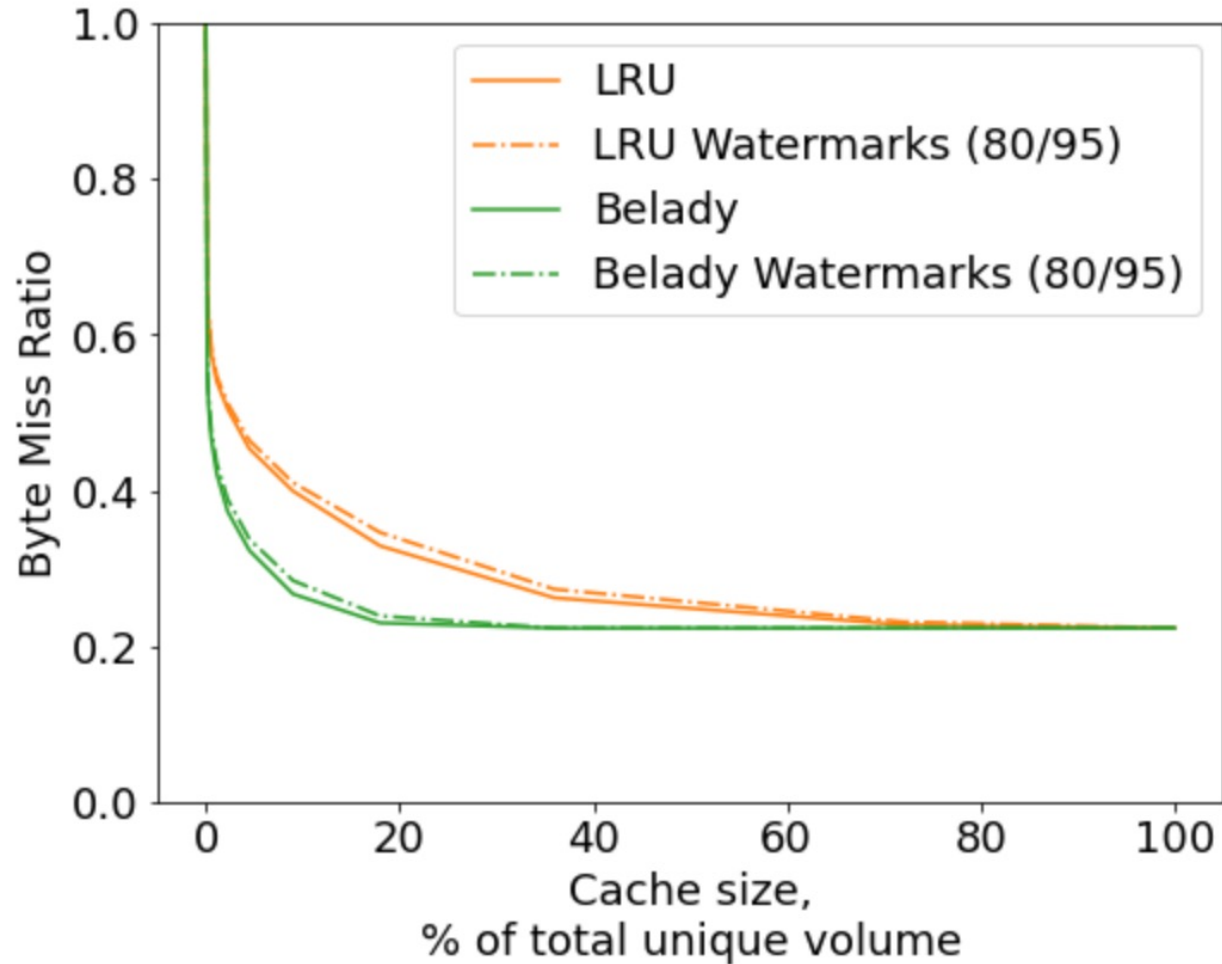 1.0
0.8
0.6
0.4
0.2
0.0
Byte Miss Ratio
LRU
LRU Watermarks (80/95)
Belady
Belady Watermarks (80/95)
0 20 40 60 80 100
Cache size,
% of total unique volume